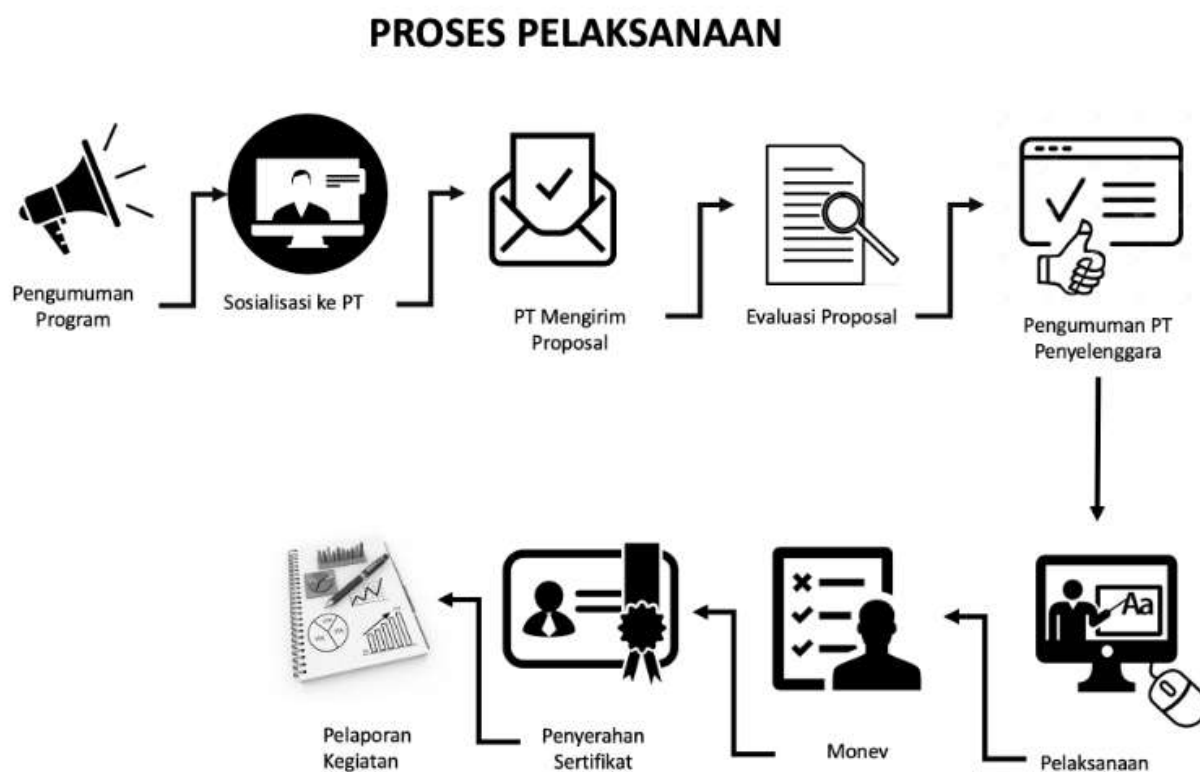 PROSES PELAKSANAAN
Pengumuman
Program
Sosialisasi ke PT
PT Mengirim
Proposal
Evaluasi Proposal
Pengumuman PT
Penyelenggara
Aa
Pelaksanaan
Monev
Penyerahan
Sertifikat
Pelaporan
Kegiatan